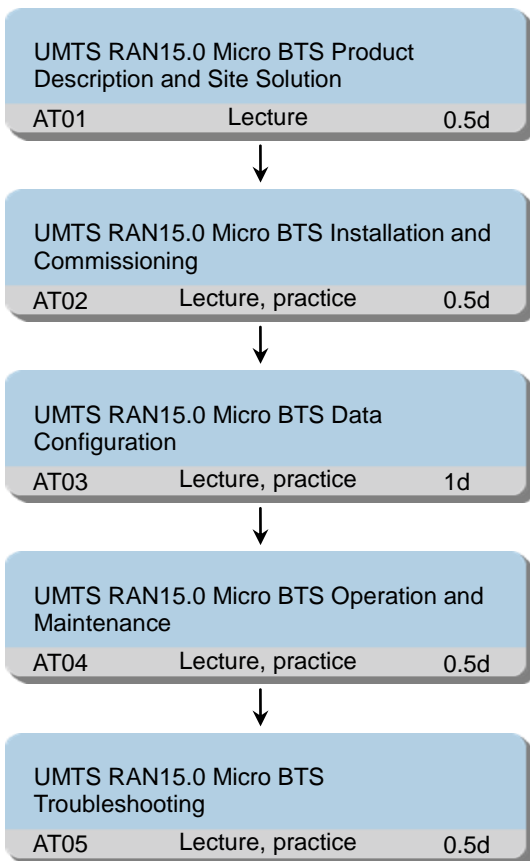 UMTS RAN15.0 Micro BTS Product
Description and Site Solution
AT01 Lecture 0.5d
UMTS RAN15.0 Micro BTS Installation and
Commissioning
AT02 Lecture, practice 0.5d
UMTS RAN15.0 Micro BTS Data
Configuration
AT03 Lecture, practice 1d
UMTS RAN15.0 Micro BTS Operation and
Maintenance
AT04 Lecture, practice 0.5d
UMTS RAN15.0 Micro BTS
Troubleshooting
AT05 Lecture, practice 0.5d